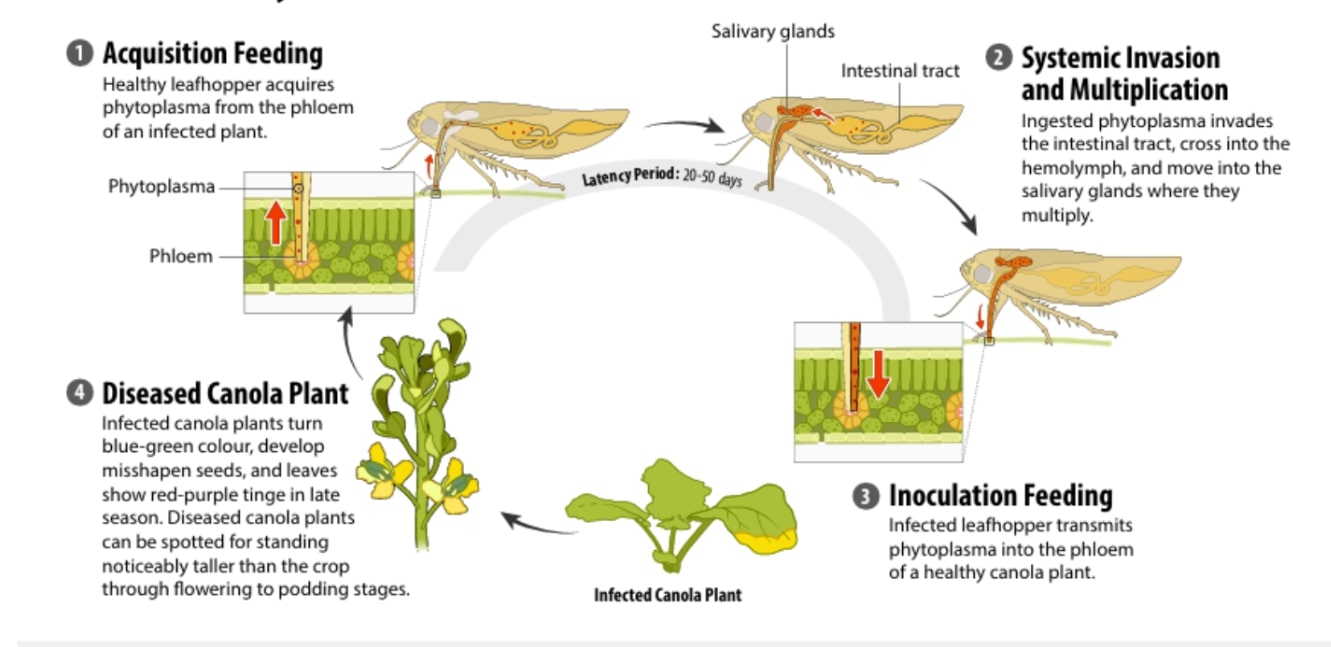 1 Acquisition Feeding
Healthy leafhopper acquires
phytoplasma from the phloem
of an infected plant.
Phytoplasma
Phloem
Salivary glands
Intestinal tract
Latency Period: 20-50 days
2 Systemic Invasion
and Multiplication
Ingested phytoplasma invades
the intestinal tract, cross into the
hemolymph, and move into the
salivary glands where they
multiply.
3 Inoculation Feeding
Infected leafhopper transmits
phytoplasma into the phloem
of a healthy canola plant.
Infected Canola Plant
4 Diseased Canola Plant
Infected canola plants turn
blue-green colour, develop
misshapen seeds, and leaves
show red-purple tinge in late
season. Diseased canola plants
can be spotted for standing
noticeably taller than the crop
through flowering to podding stages.